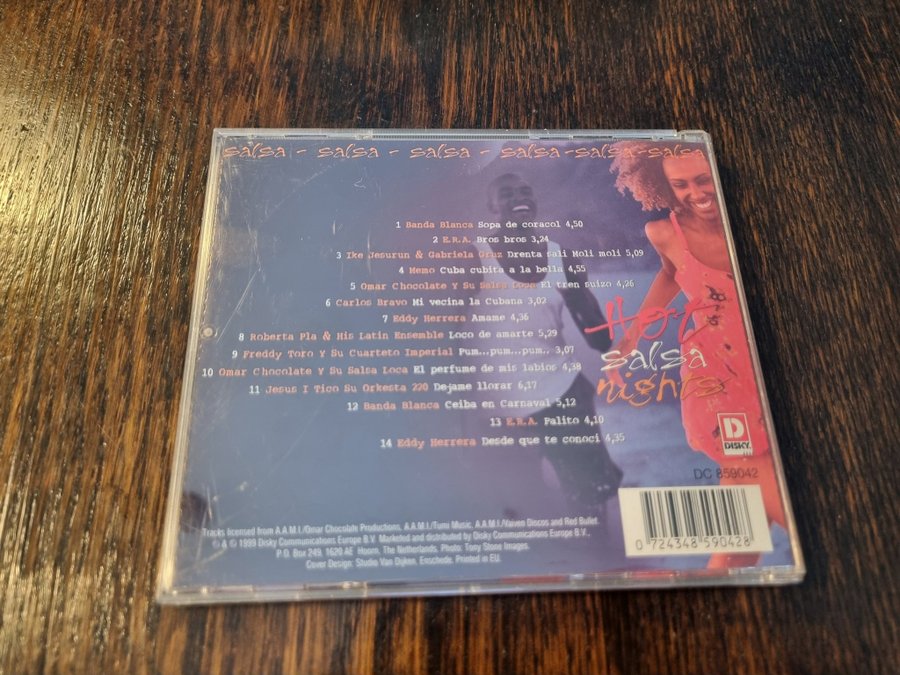 salsa - salsa - salsa - salsa-salsa-salsa
1 Banda Blanca Sopa de coracol 4,50
2 E.R.A. Bros bros 3,24
3 Ike Jesurun & Gabriela Cruz Drenta sali Moli moli 5,09
4 Memo Cuba cubita a la bella 4,55
5 Omar Chocolate Y Su Salsa Loca El tren suizo 4,26
6 Carlos Bravo Mi vecina la Cubana 3,02
7 Eddy Herrera Amame 4,36
8 Roberta Pla & His Latin Ensemble Loco de amarte 5,29
9 Freddy Toro Y Su Cuarteto Imperial Pum...pum...pum.. 3,07
10 Omar Chocolate Y Su Salsa Loca El perfume de mis labios 4,38
11 Jesus I Tico Su Orkesta 220 Dejame llorar 6,17
12 Banda Blanca Ceiba en Carnaval 5,12
13 E.R.A. Palito 4,10
14 Eddy Herrera Desde que te conoci 4,35
Hot
salsa
nights
D
DISKY
DC 859042
Tracks licensed from A.A.M.I./Omar Chocolate Productions, A.A.M.I./Tumi Music, A.A.M.I./Vaiven Discos and Red Bullet.
℗ & © 1999 Disky Communications Europe B.V. Marketed and distributed by Disky Communications Europe B.V.,
P.O. Box 249, 1620 AE Hoorn, The Netherlands. Photo: Tony Stone Images.
Cover Design: Studio Van Dijken, Enschede. Printed in EU.
0 724348 590428